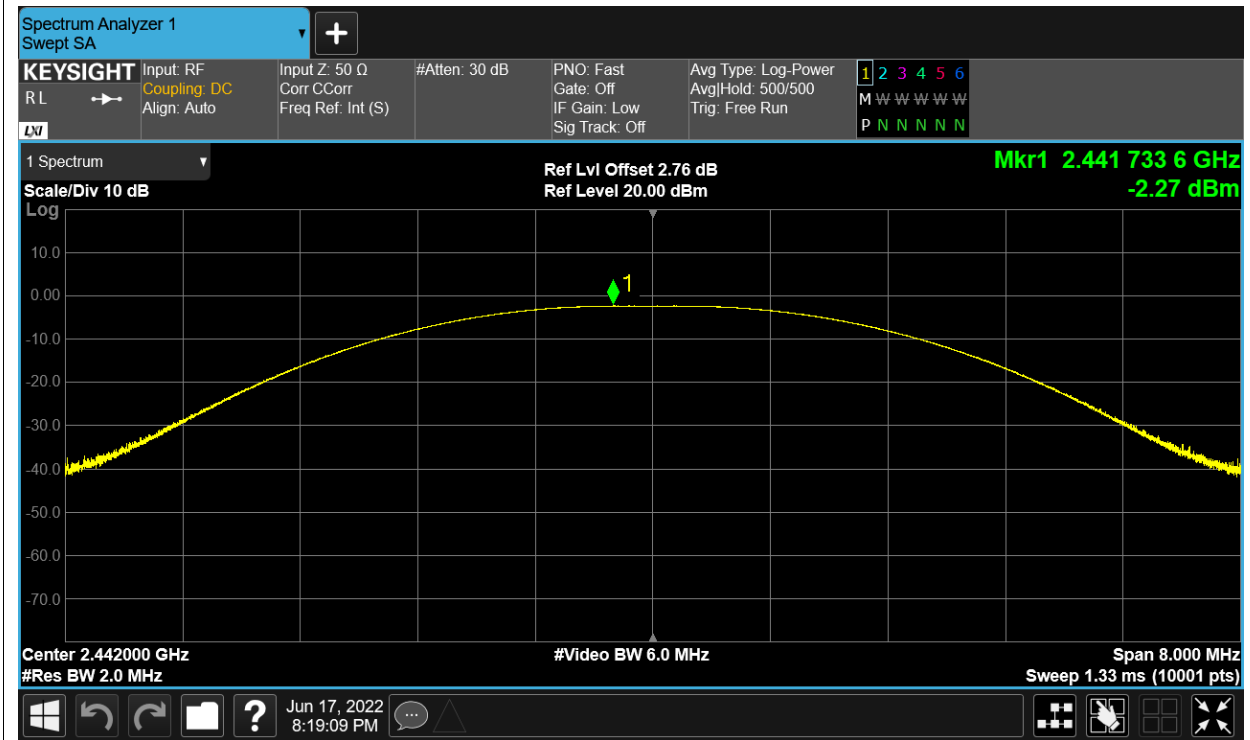 Spectrum Analyzer 1
Swept SA
KEYSIGHT
R L
LXI
Input: RF
Coupling: DC
Align: Auto
Input Z: 50 Ω
Corr CCorr
Freq Ref: Int (S)
#Atten: 30 dB
PNO: Fast
Gate: Off
IF Gain: Low
Sig Track: Off
Avg Type: Log-Power
Avg|Hold: 500/500
Trig: Free Run
1 2 3 4 5 6
M W W W W W
P N N N N N
1 Spectrum
Scale/Div 10 dB
Log
Ref Lvl Offset 2.76 dB
Ref Level 20.00 dBm
Mkr1 2.441 733 6 GHz
-2.27 dBm
1
10.0
0.00
-10.0
-20.0
-30.0
-40.0
-50.0
-60.0
-70.0
Center 2.442000 GHz
#Res BW 2.0 MHz
#Video BW 6.0 MHz
Span 8.000 MHz
Sweep 1.33 ms (10001 pts)
?
Jun 17, 2022
8:19:09 PM